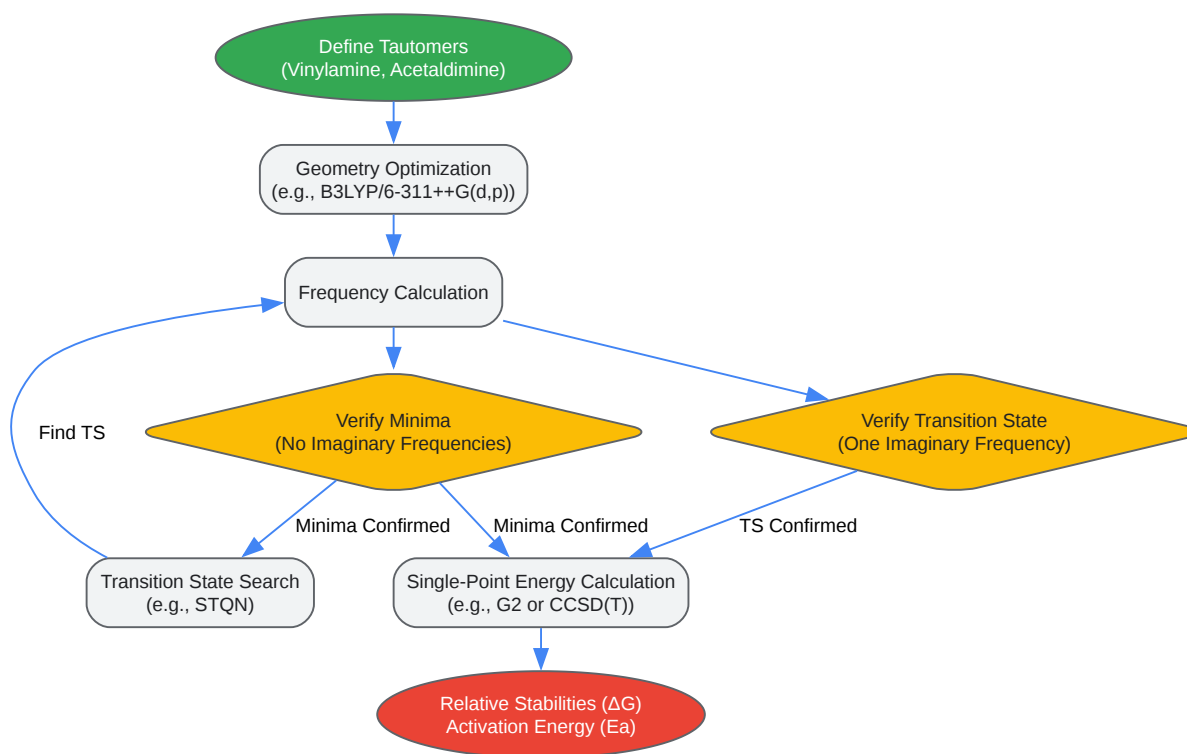 Define Tautomers
(Vinylamine, Acetaldimine)
Geometry Optimization
(e.g., B3LYP/6-311++G(d,p))
Frequency Calculation
Find TS
Verify Minima
(No Imaginary Frequencies)
Verify Transition State
(One Imaginary Frequency)
Minima Confirmed
Minima Confirmed
TS Confirmed
Transition State Search
(e.g., STQN)
Single-Point Energy Calculation
(e.g., G2 or CCSD(T))
Relative Stabilities (ΔG)
Activation Energy (Ea)